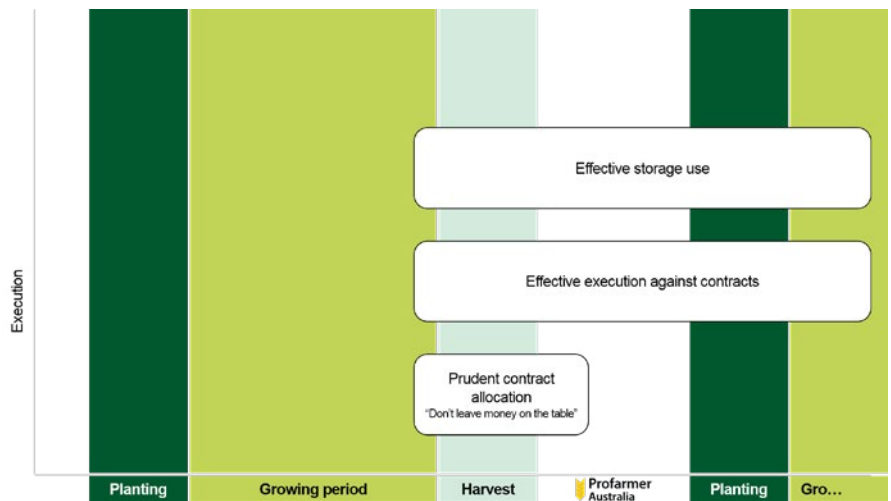 Effective storage use
Effective execution against contracts
Prudent contract
allocation
“Don’t leave money on the table”
Execution
Planting
Growing period
Harvest
Profarmer
Australia
Planting
Gro…